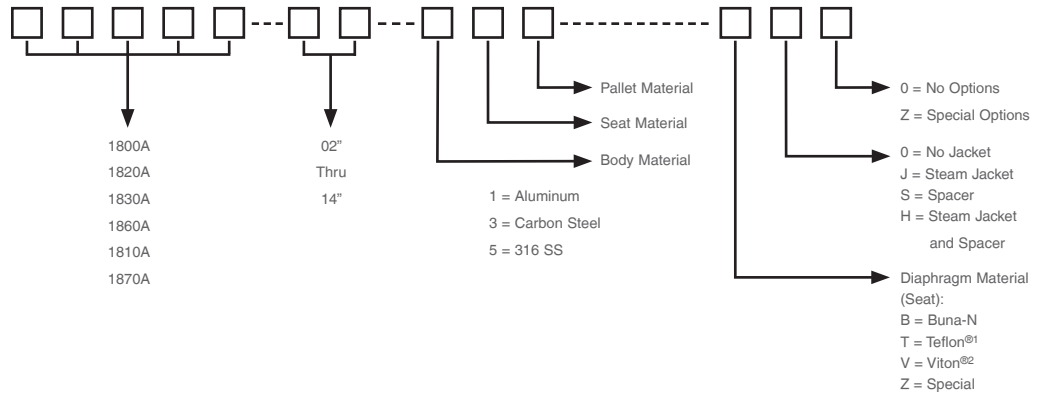 1800A
1820A
1830A
1860A
1810A
1870A
02”
Thru
14”
Pallet Material
Seat Material
Body Material
1 = Aluminum
3 = Carbon Steel
5 = 316 SS
0 = No Options
Z = Special Options
0 = No Jacket
J = Steam Jacket
S = Spacer
H = Steam Jacket
and Spacer
Diaphragm Material
(Seat):
B = Buna-N
T = Teflon®1
V = Viton®2
Z = Special